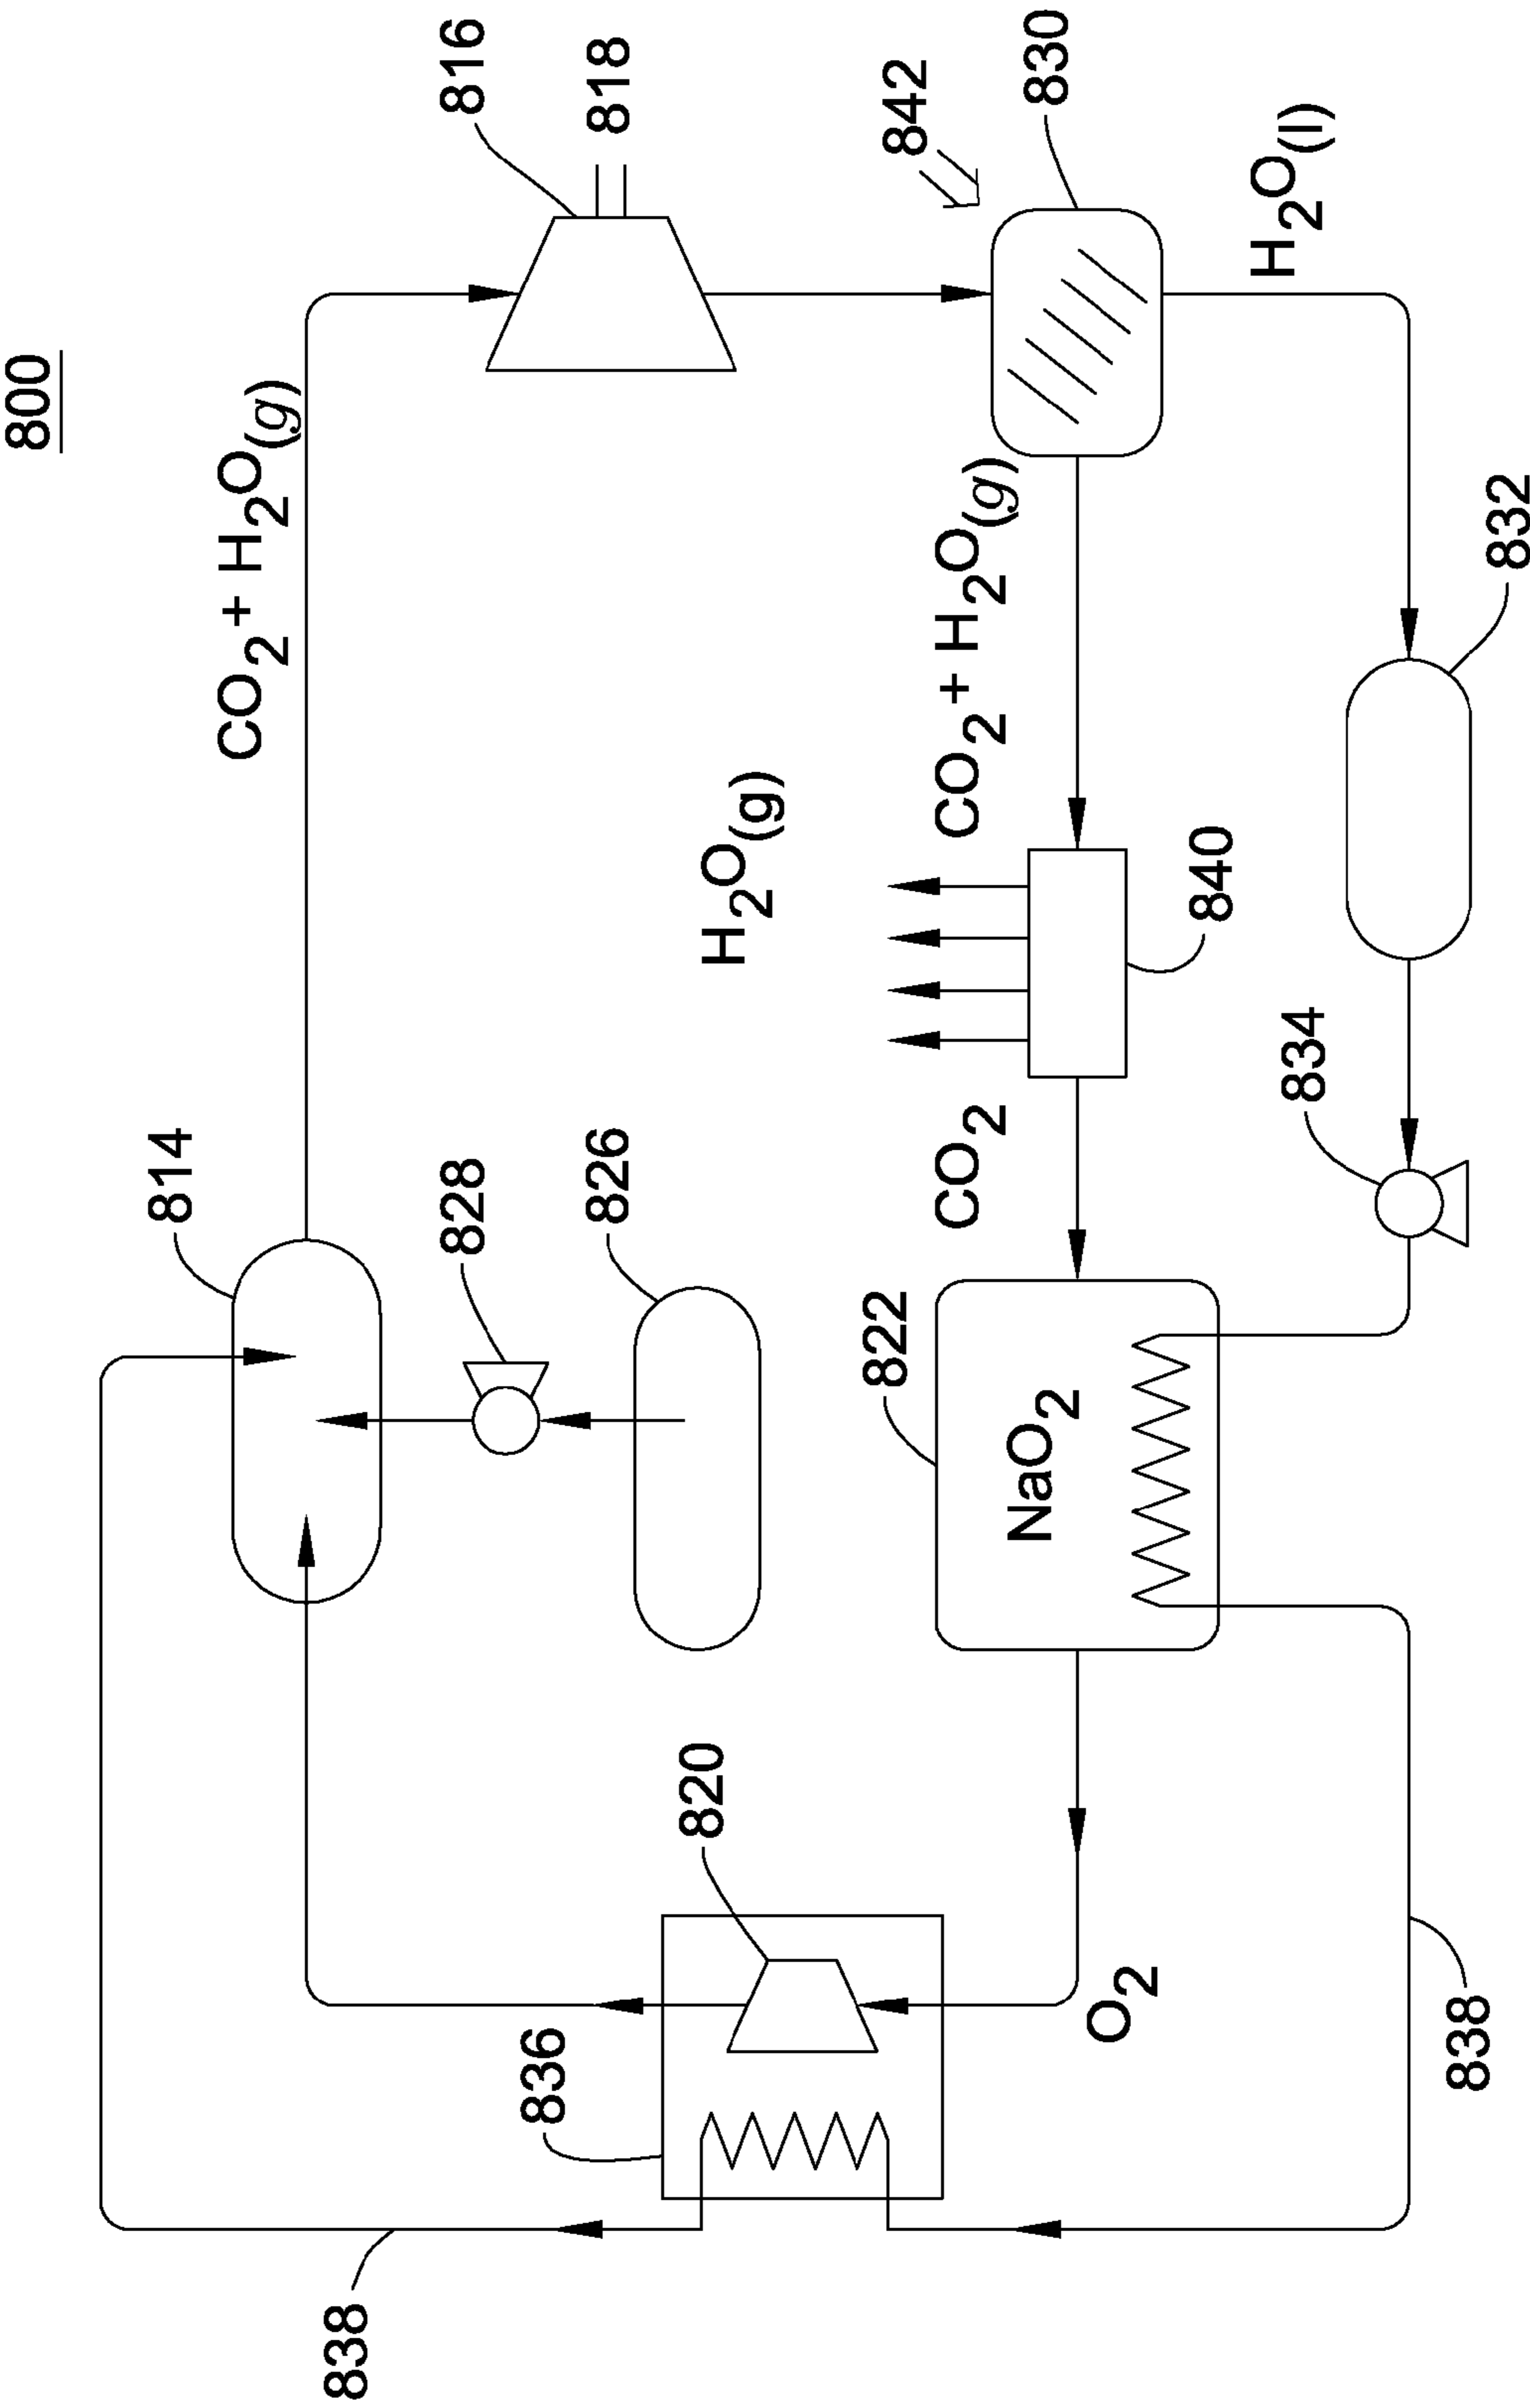 800
814
CO₂ + H₂O(g)
838
828
816
836
826
818
820
H₂O(g)
822
842
CO₂
CO₂ + H₂O(g)
NaO₂
830
O₂
840
834
H₂O(l)
838
832